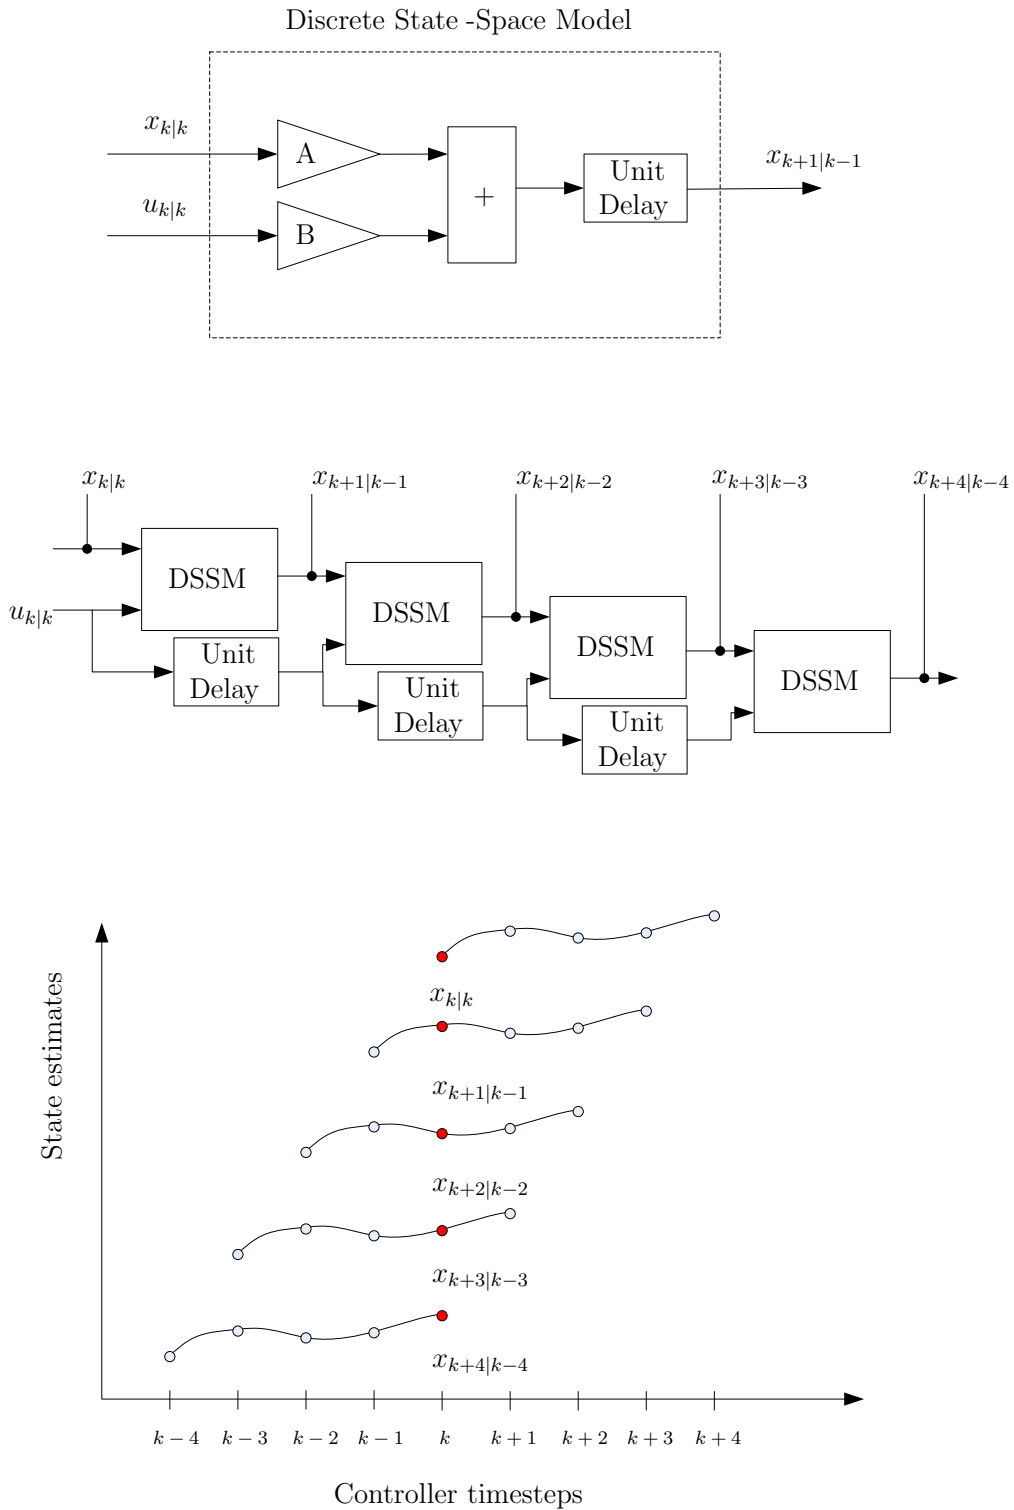 Discrete State -Space Model
x_{k|k}
A
u_{k|k}
B
+
Unit
Delay
x_{k+1|k-1}
x_{k|k}
x_{k+1|k-1}
x_{k+2|k-2}
x_{k+3|k-3}
x_{k+4|k-4}
DSSM
DSSM
DSSM
DSSM
u_{k|k}
Unit
Delay
Unit
Delay
Unit
Delay
State estimates
x_{k|k}
x_{k+1|k-1}
x_{k+2|k-2}
x_{k+3|k-3}
x_{k+4|k-4}
k − 4 k − 3 k − 2 k − 1 k k + 1 k + 2 k + 3 k + 4
Controller timesteps